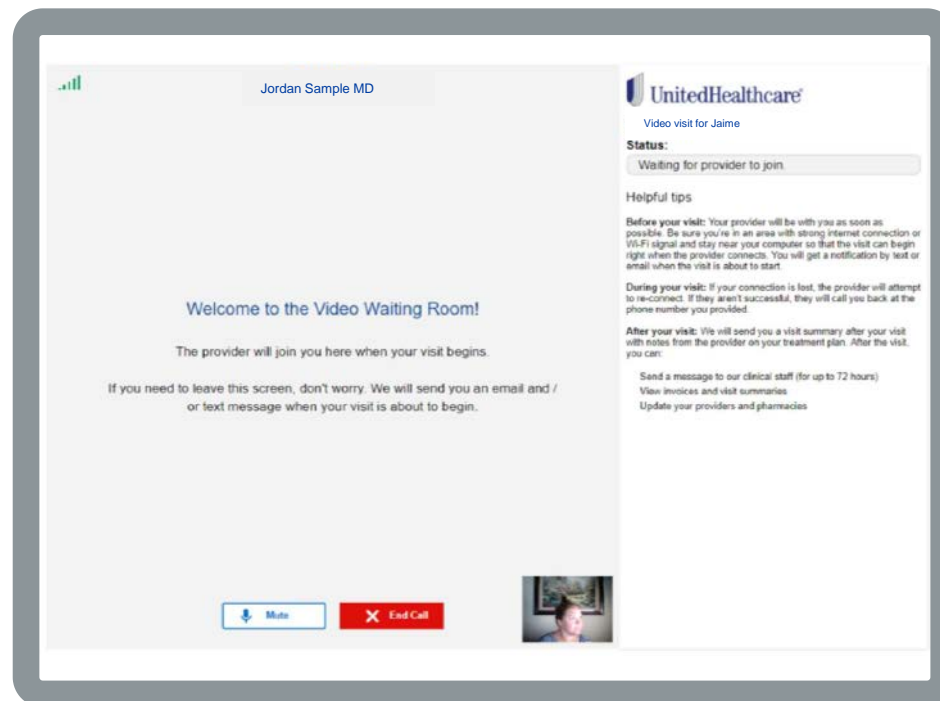 Jordan Sample MD
Welcome to the Video Waiting Room!
The provider will join you here when your visit begins.
If you need to leave this screen, don't worry. We will send you an email and /
or text message when your visit is about to begin.
Mute
End Call
UnitedHealthcare®
Video visit for Jaime
Status:
Waiting for provider to join.
Helpful tips
Before your visit: Your provider will be with you as soon as
possible. Be sure you're in an area with strong internet connection or
Wi-Fi signal and stay near your computer so that the visit can begin
right when the provider connects. You will get a notification by text or
email when the visit is about to start.
During your visit: If your connection is lost, the provider will attempt
to re-connect. If they aren't successful, they will call you back at the
phone number you provided.
After your visit: We will send you a visit summary after your visit
with notes from the provider on your treatment plan. After the visit,
you can:
Send a message to our clinical staff (for up to 72 hours)
View invoices and visit summaries
Update your providers and pharmacies